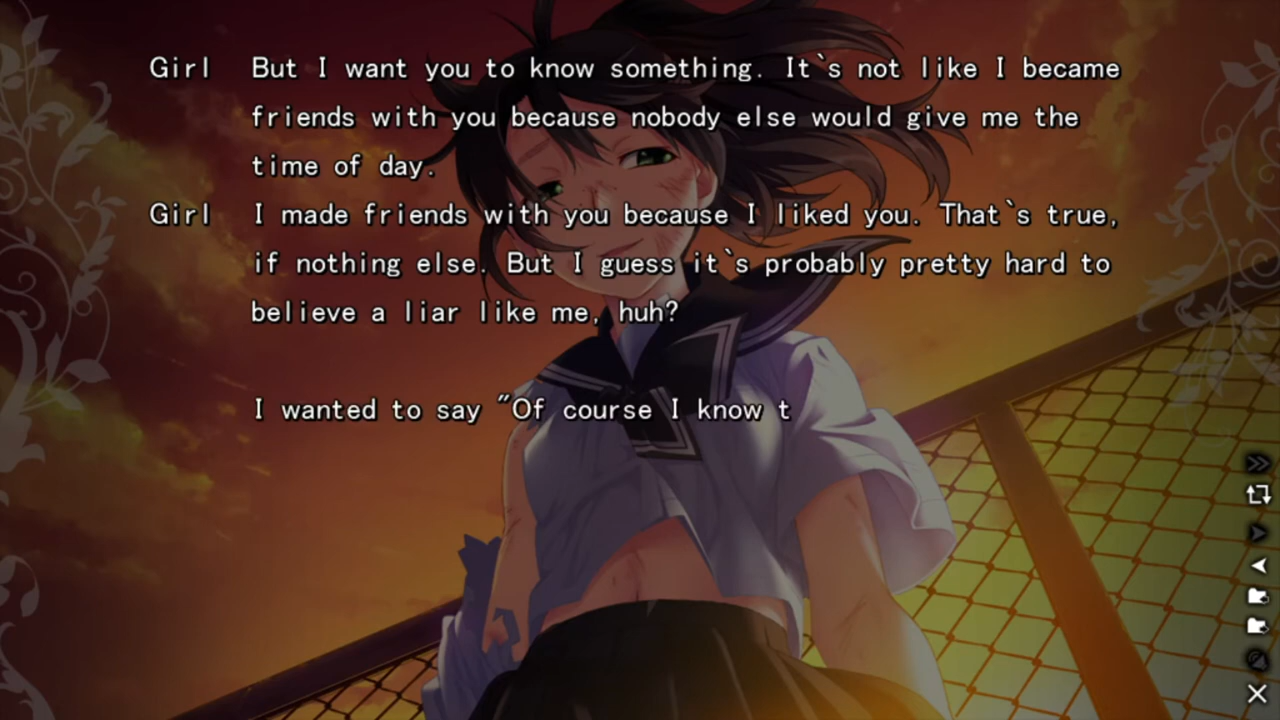 Girl But I want you to know something. It`s not like I became
friends with you because nobody else would give me the
time of day.
Girl I made friends with you because I liked you. That`s true,
if nothing else. But I guess it`s probably pretty hard to
believe a liar like me, huh?
I wanted to say "Of course I know t